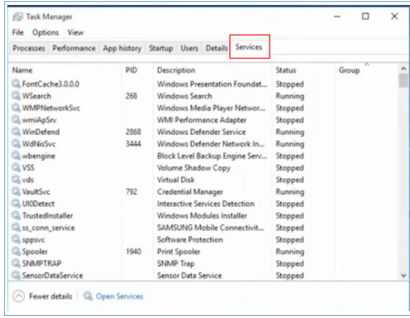 Task Manager
File Options View
Processes Performance App history Startup Users Details Services
Name PID Description Status Group
FontCache3.0.0.0 Windows Presentation Foundat... Stopped
WSearch 268 Windows Search Running
WMPNetworkSvc Windows Media Player Networ... Stopped
wmiApSrv WMI Performance Adapter Stopped
WinDefend 2868 Windows Defender Service Running
WdNisSvc 3444 Windows Defender Network In... Running
wbengine Block Level Backup Engine Serv... Stopped
VSS Volume Shadow Copy Stopped
vds Virtual Disk Stopped
VaultSvc 792 Credential Manager Running
UI0Detect Interactive Services Detection Stopped
TrustedInstaller Windows Modules Installer Stopped
ss_conn_service SAMSUNG Mobile Connectivit... Stopped
sppsvc Software Protection Stopped
Spooler 1940 Print Spooler Running
SNMPTRAP SNMP Trap Stopped
SensorDataService Sensor Data Service Stopped
Fewer details Open Services